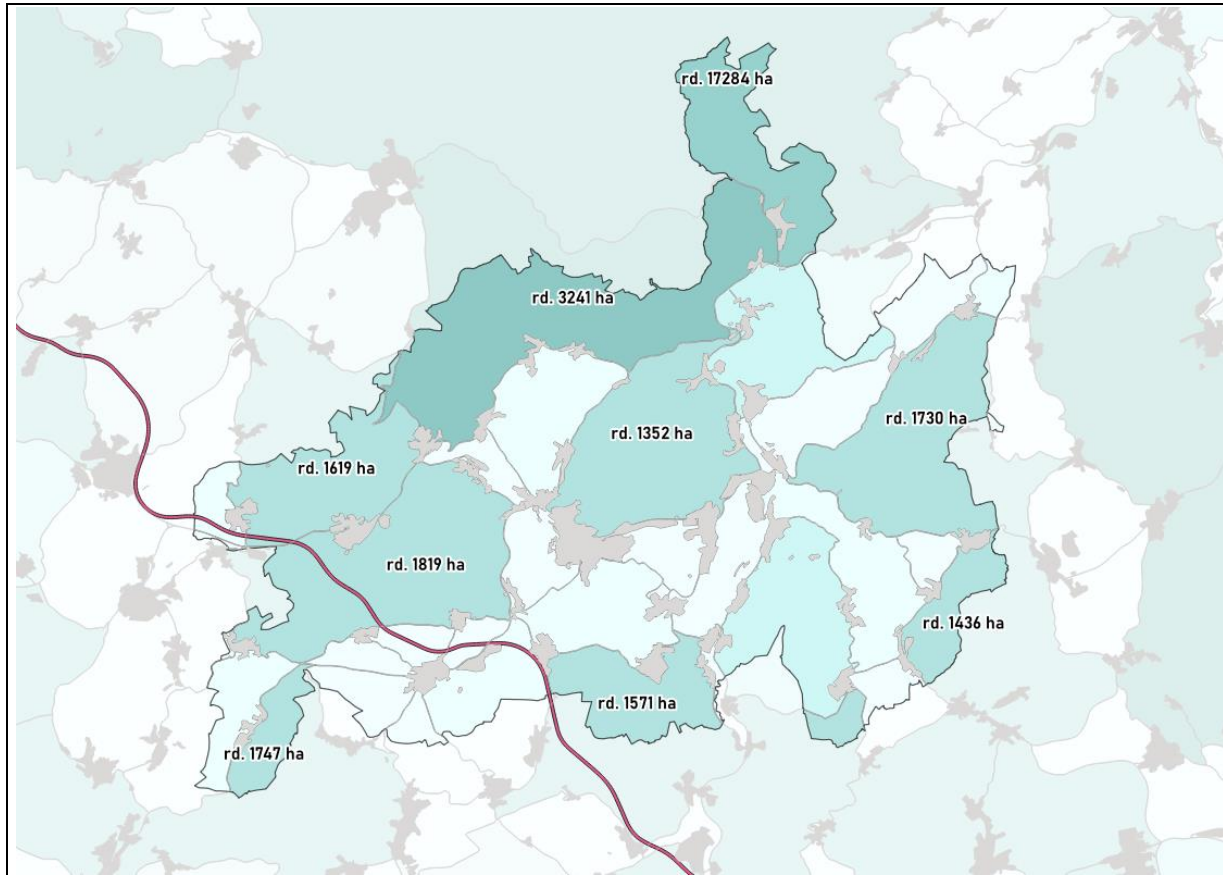 rd. 17284 ha
rd. 3241 ha
rd. 1730 ha
rd. 1352 ha
rd. 1619 ha
rd. 1819 ha
rd. 1436 ha
rd. 1571 ha
rd. 1747 ha